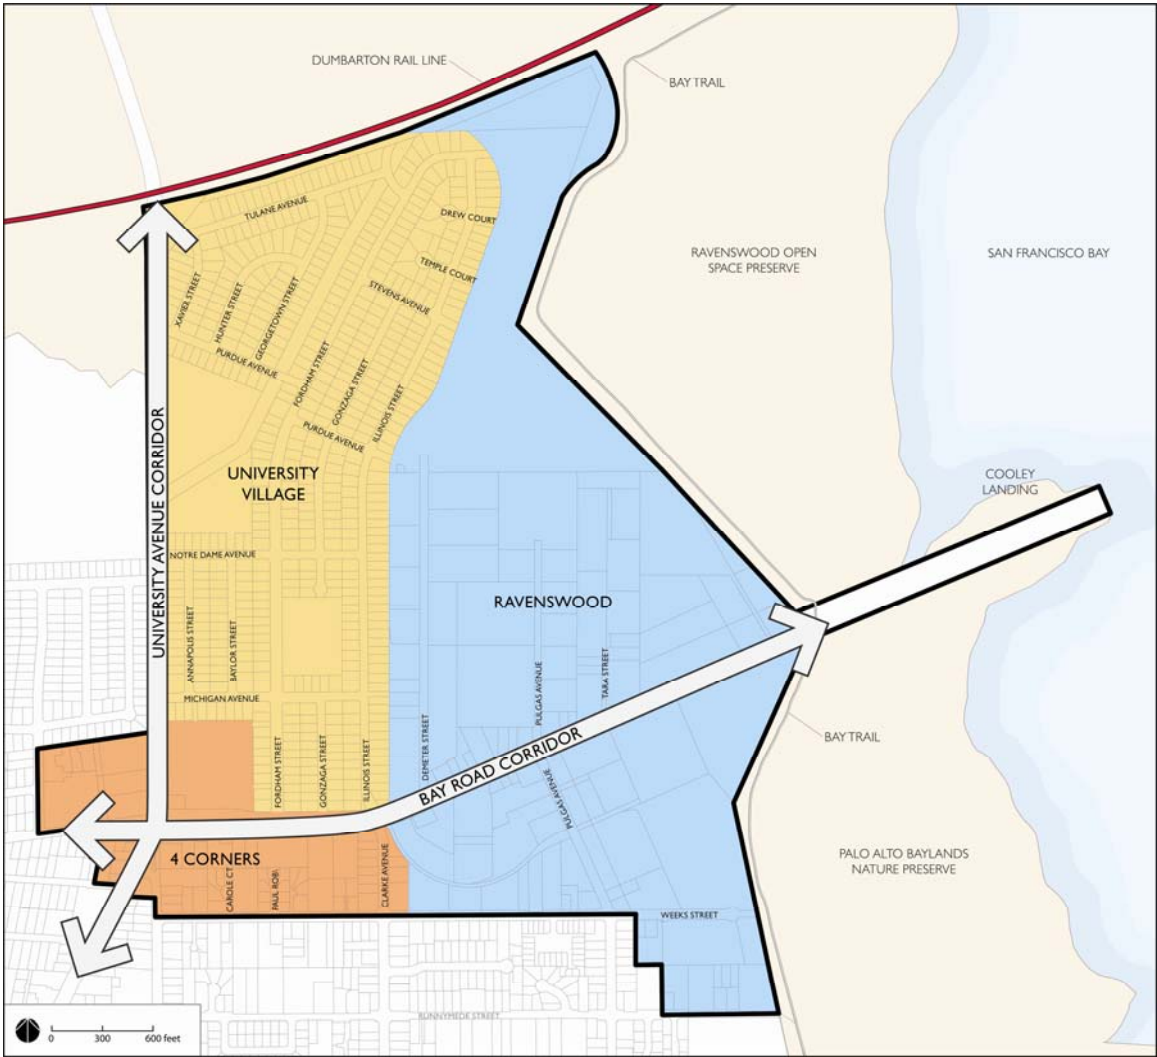 DUMBARTON RAIL LINE
BAY TRAIL
TULANE AVENUE
DREW COURT
RAVENSWOOD OPEN
SPACE PRESERVE
SAN FRANCISCO BAY
TEMPLE COURT
STEVENS AVENUE
XAVIER STREET
HUNTER STREET
GEORGETOWN STREET
PURDUE AVENUE
FORDHAM STREET
GONZAGA STREET
ILLINOIS STREET
PURDUE AVENUE
UNIVERSITY AVENUE CORRIDOR
UNIVERSITY
VILLAGE
COOLEY
LANDING
NOTRE DAME AVENUE
RAVENSWOOD
ANNAPOLIS STREET
BAYLOR STREET
PULGAS AVENUE
TARA STREET
MICHIGAN AVENUE
DEMETER STREET
FORDHAM STREET
GONZAGA STREET
ILLINOIS STREET
BAY ROAD CORRIDOR
BAY TRAIL
PULGAS AVENUE
4 CORNERS
CAROLE CT
PAUL ROBI
CLARKE AVENUE
PALO ALTO BAYLANDS
NATURE PRESERVE
WEEKS STREET
RUNNYMEDE STREET
0 300 600 feet